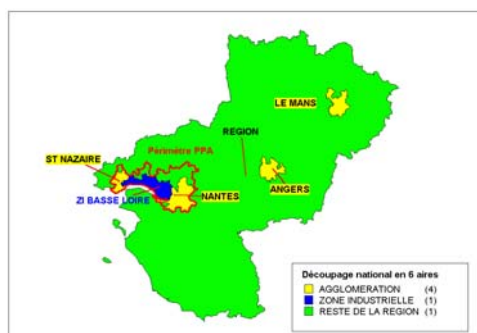 LE MANS
REGION
Périmètre PPA
ST NAZAIRE
ANGERS
NANTES
ZI BASSE LOIRE
Découpage national en 6 aires
AGGLOMERATION (4)
ZONE INDUSTRIELLE (1)
RESTE DE LA REGION (1)